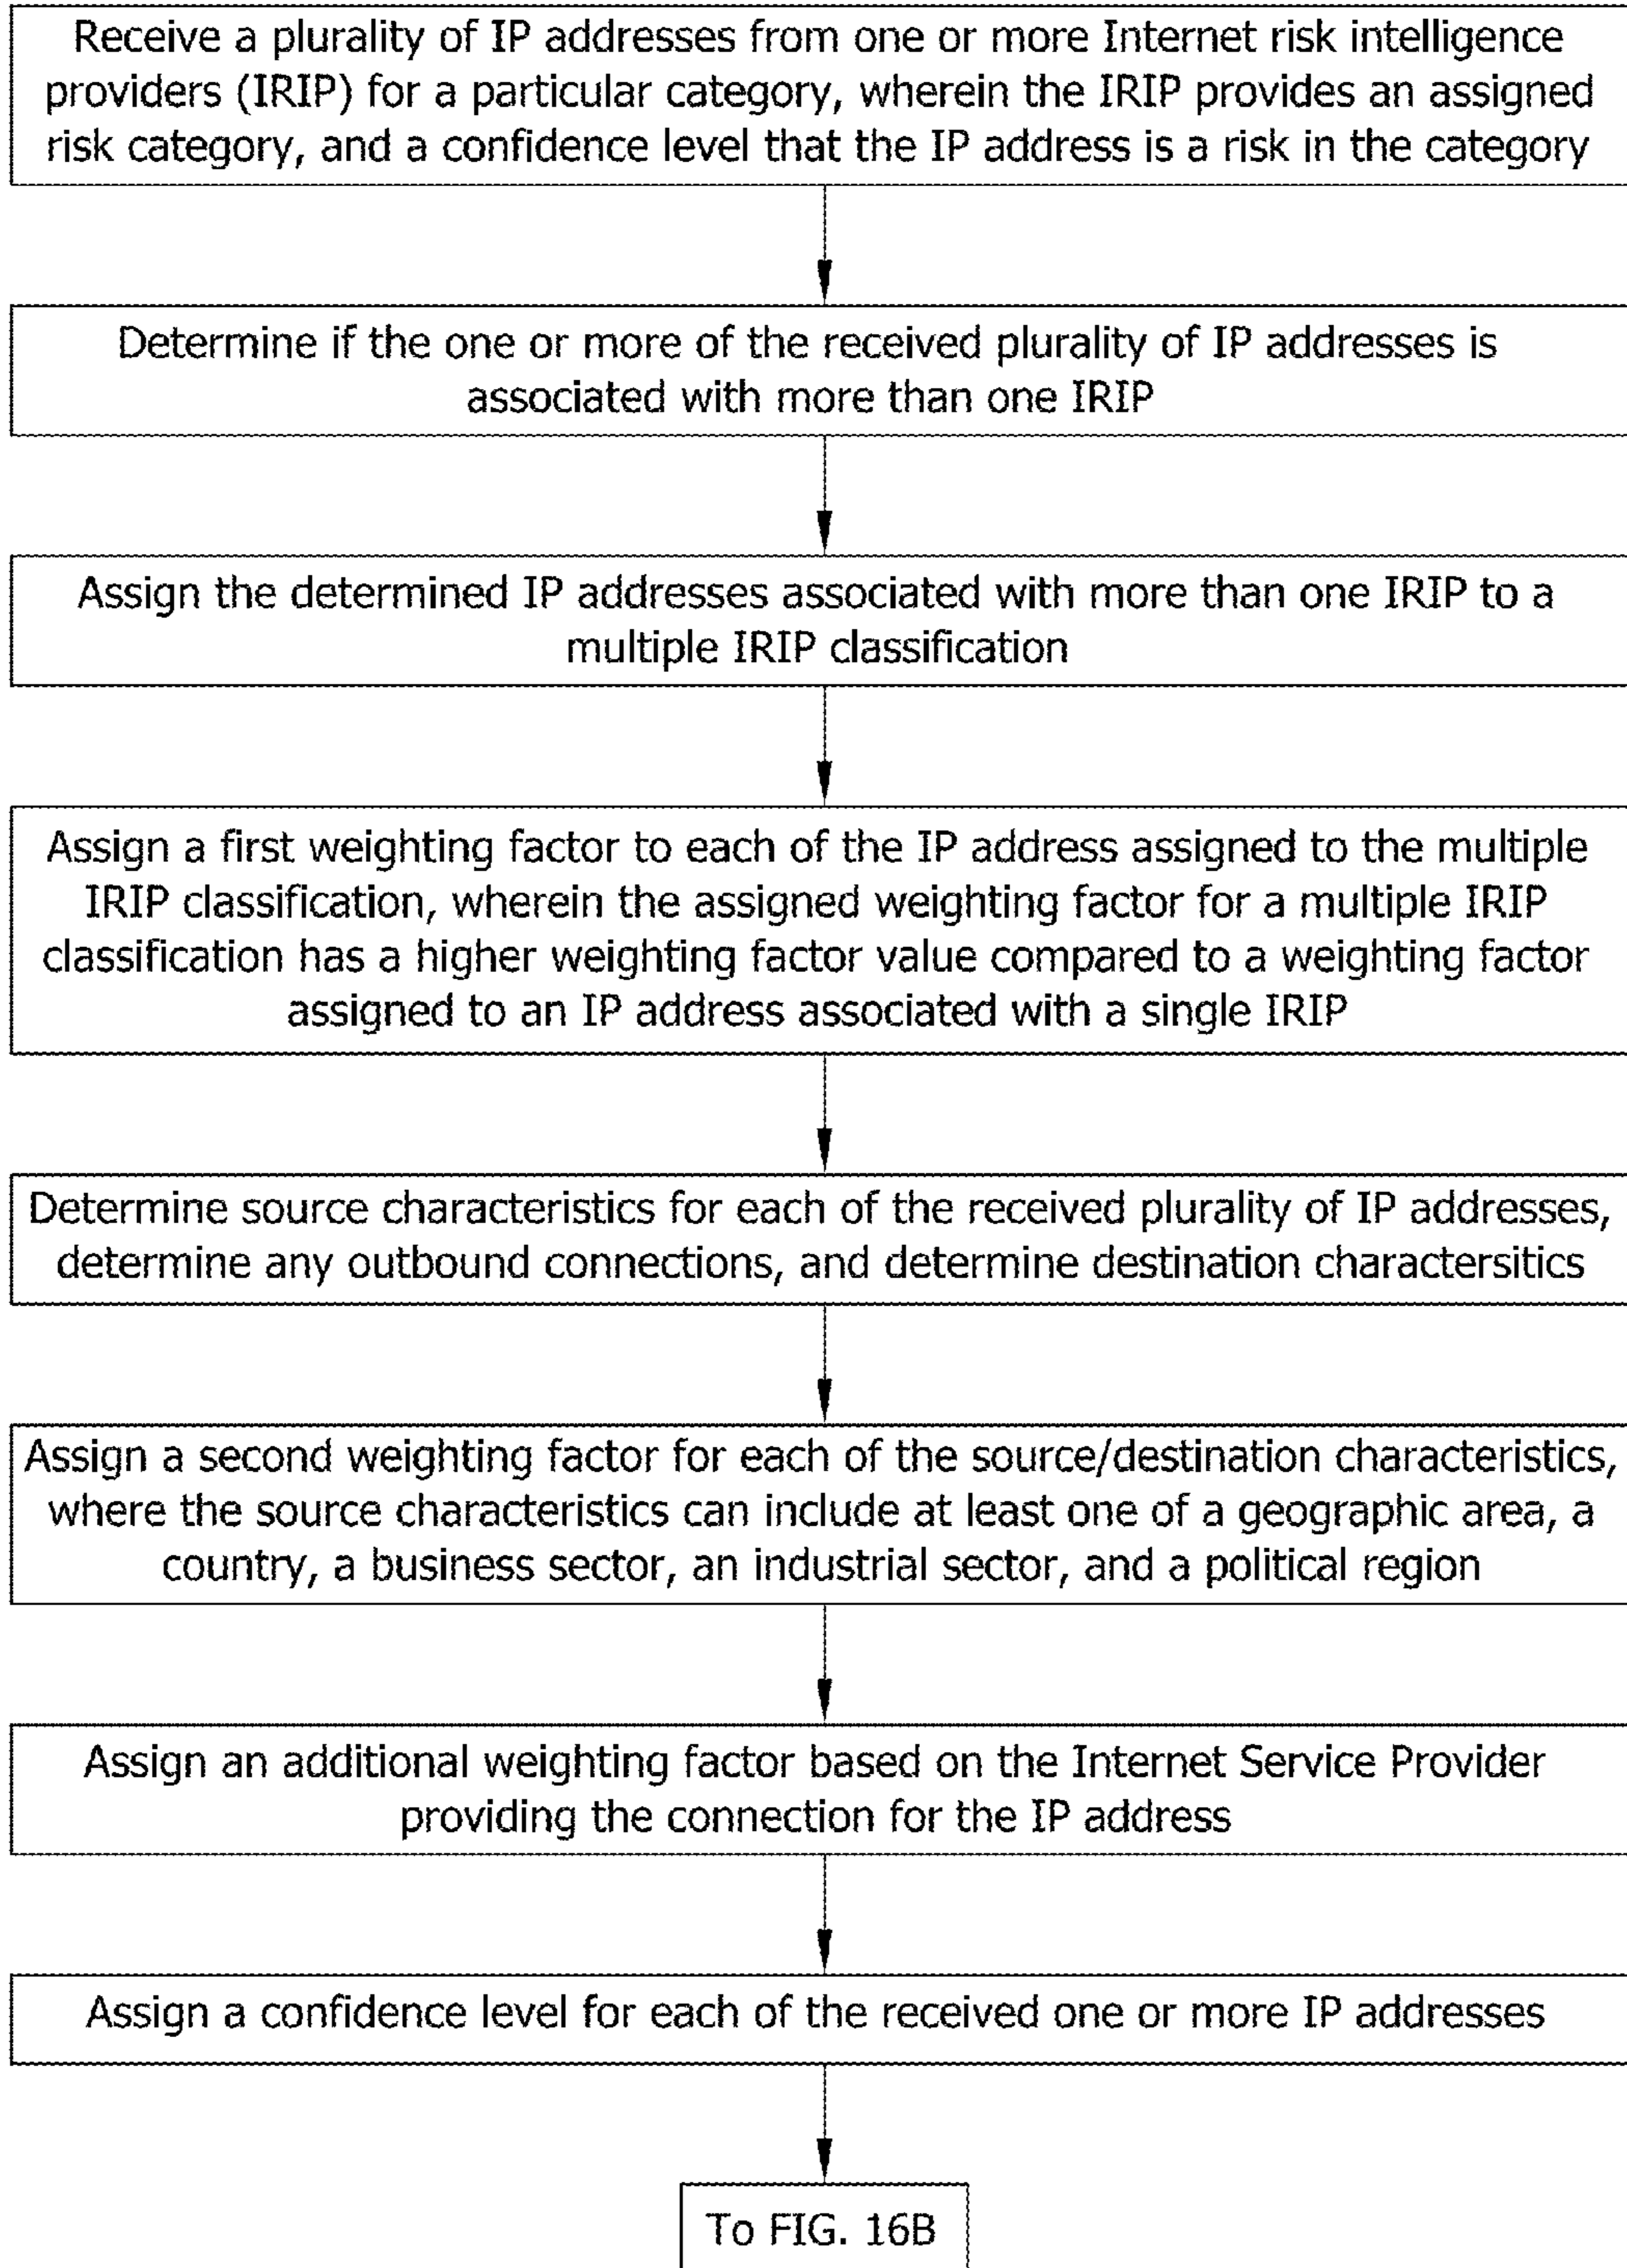 Receive a plurality of IP addresses from one or more Internet risk intelligence
providers (IRIP) for a particular category, wherein the IRIP provides an assigned
risk category, and a confidence level that the IP address is a risk in the category
Determine if the one or more of the received plurality of IP addresses is
associated with more than one IRIP
Assign the determined IP addresses associated with more than one IRIP to a
multiple IRIP classification
Assign a first weighting factor to each of the IP address assigned to the multiple
IRIP classification, wherein the assigned weighting factor for a multiple IRIP
classification has a higher weighting factor value compared to a weighting factor
assigned to an IP address associated with a single IRIP
Determine source characteristics for each of the received plurality of IP addresses,
determine any outbound connections, and determine destination charactersitics
Assign a second weighting factor for each of the source/destination characteristics,
where the source characteristics can include at least one of a geographic area, a
country, a business sector, an industrial sector, and a political region
Assign an additional weighting factor based on the Internet Service Provider
providing the connection for the IP address
Assign a confidence level for each of the received one or more IP addresses
To FIG. 16B